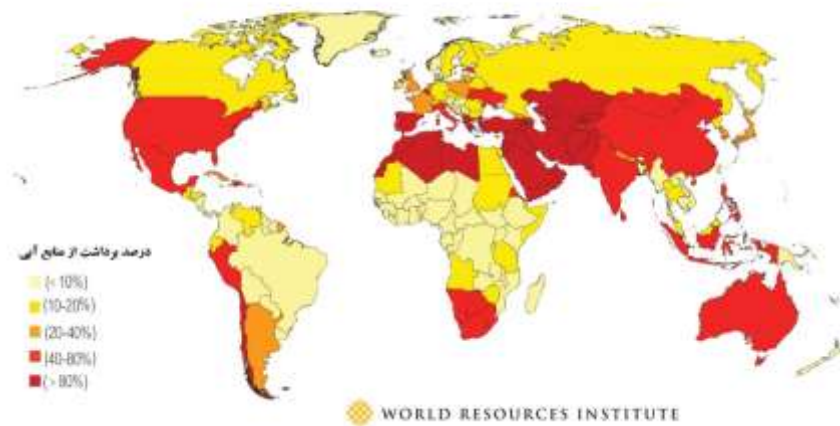 درصد برداشت از منابع آبی
(<10%)
(10-20%)
(20-40%)
(40-80%)
(>80%)
WORLD RESOURCES INSTITUTE